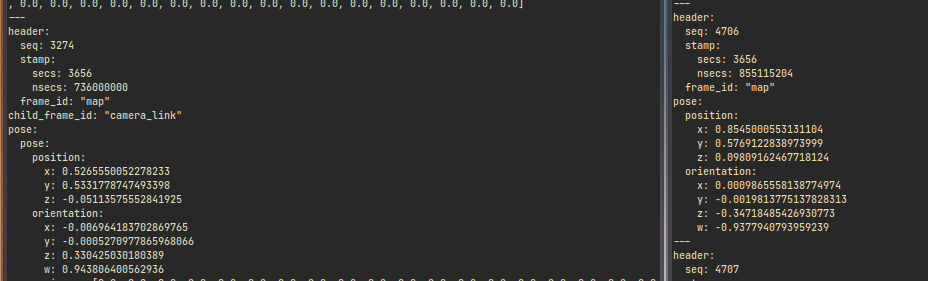 , 0.0, 0.0, 0.0, 0.0, 0.0, 0.0, 0.0, 0.0, 0.0, 0.0, 0.0, 0.0, 0.0, 0.0, 0.0, 0.0, 0.0]
---
header:
  seq: 3274
  stamp:
    secs: 3656
    nsecs: 736000000
  frame_id: "map"
child_frame_id: "camera_link"
pose:
  pose:
    position:
      x: 0.5265550052278233
      y: 0.5331778747493398
      z: -0.05113575552841925
    orientation:
      x: -0.006964183702869765
      y: -0.0005270977865968066
      z: 0.330425030180389
      w: 0.943806400562936
---
header:
  seq: 4706
  stamp:
    secs: 3656
    nsecs: 855115204
  frame_id: "map"
pose:
  position:
    x: 0.8545000553131104
    y: 0.5769122838973999
    z: 0.09809162467718124
  orientation:
    x: 0.0009865558138774974
    y: -0.0019813775137828313
    z: -0.34718485426930773
    w: -0.9377940793959239
---
header:
  seq: 4707